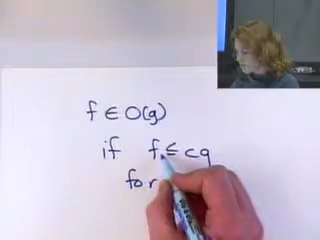 f ∈ O(g)
if f ≤ cg
for